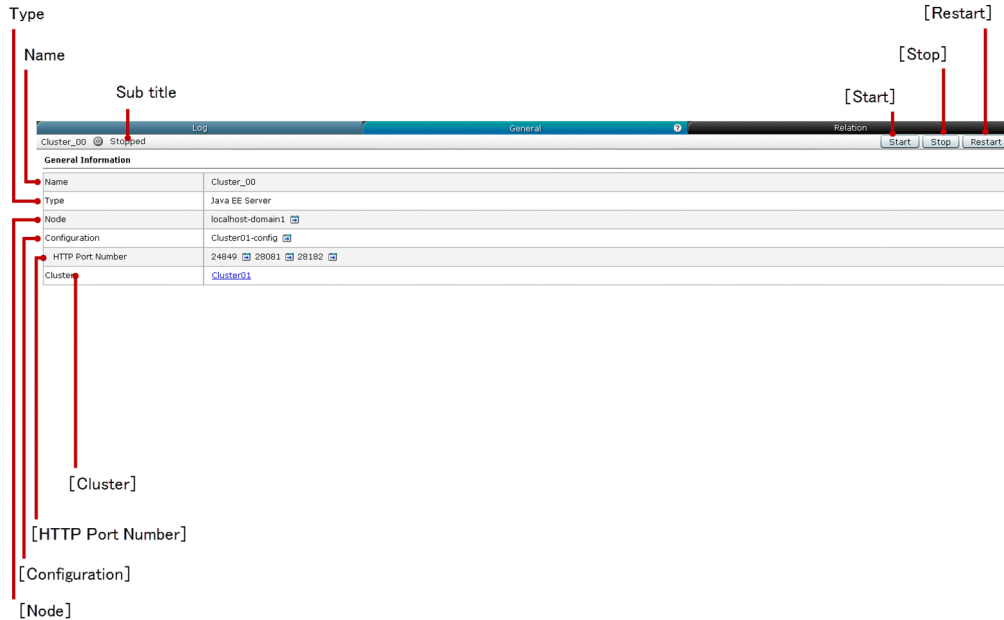 Type
[Restart]
Name
[Stop]
Sub title
[Start]
Log
General
?
Relation
Cluster_00 Stopped
Start
Stop
Restart
General Information
Name
Cluster_00
Type
Java EE Server
Node
localhost-domain1
Configuration
Cluster01-config
HTTP Port Number
24849 28081 28182
Cluster
Cluster01
[Cluster]
[HTTP Port Number]
[Configuration]
[Node]